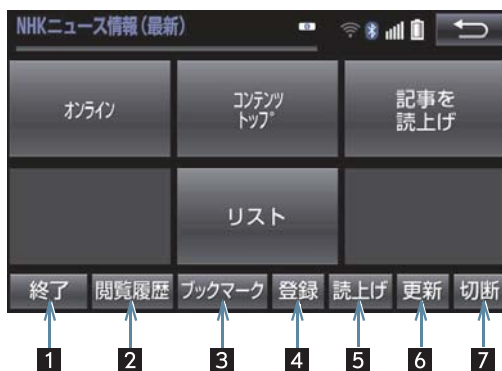 NHKニュース情報(最新)
オンライン
コンテンツ
トップ
記事を
読上げ
リスト
終了 閲覧履歴 ブックマーク 登録 読上げ 更新 切断
1 2 3 4 5 6 7